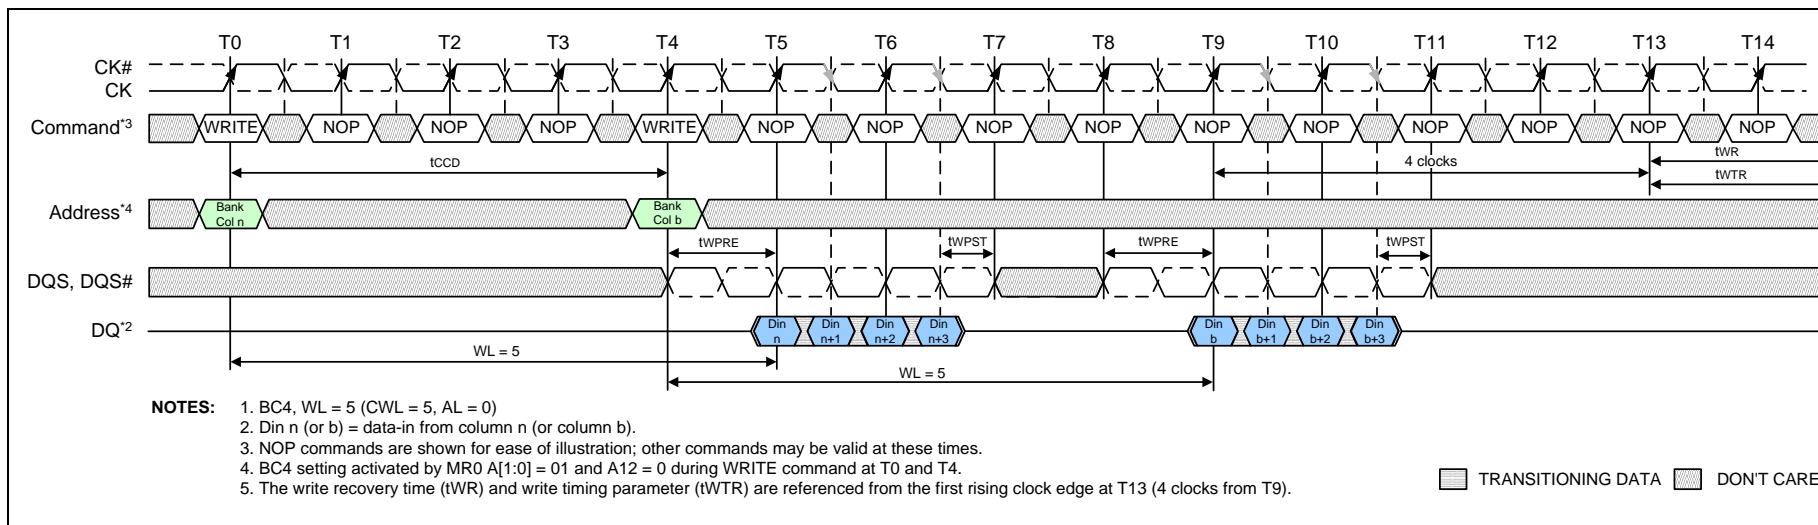 T0 T1 T2 T3 T4 T5 T6 T7 T8 T9 T10 T11 T12 T13 T14
CK#
CK
Command*3 WRITE NOP NOP NOP WRITE NOP NOP NOP NOP NOP NOP NOP NOP NOP NOP
tCCD 4 clocks tWR
tWTR
Address*4 Bank Col n Bank Col b
tWPRE tWPST tWPRE tWPST
DQS, DQS#
DQ*2 Din n Din n+1 Din n+2 Din n+3 Din b Din b+1 Din b+2 Din b+3
WL = 5
WL = 5
NOTES: 1. BC4, WL = 5 (CWL = 5, AL = 0)
2. Din n (or b) = data-in from column n (or column b).
3. NOP commands are shown for ease of illustration; other commands may be valid at these times.
4. BC4 setting activated by MR0 A[1:0] = 01 and A12 = 0 during WRITE command at T0 and T4.
5. The write recovery time (tWR) and write timing parameter (tWTR) are referenced from the first rising clock edge at T13 (4 clocks from T9).
TRANSITIONING DATA DON'T CARE